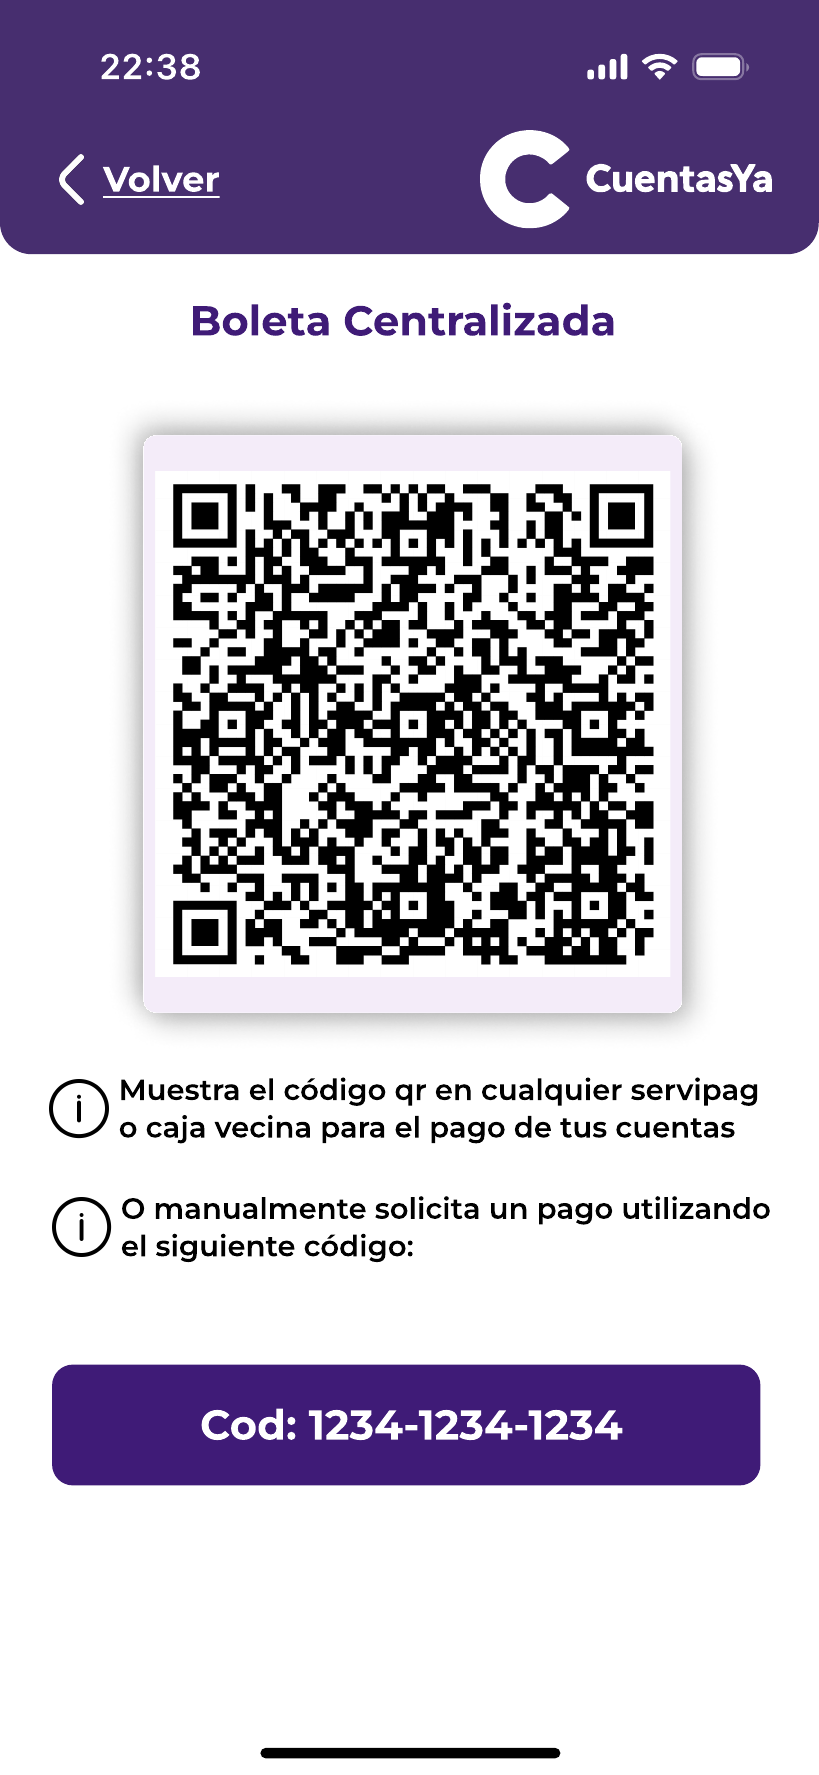 22:38
Volver
CuentasYa
Boleta Centralizada
Muestra el código qr en cualquier servipag
o caja vecina para el pago de tus cuentas
O manualmente solicita un pago utilizando
el siguiente código:
Cod: 1234-1234-1234